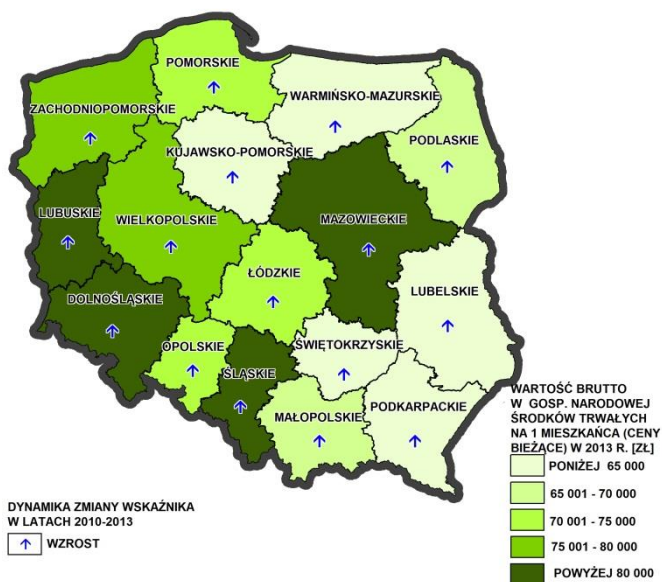 POMORSKIE
WARMIŃSKO-MAZURSKIE
ZACHODNIOPOMORSKIE
PODLASKIE
KUJAWSKO-POMORSKIE
LUBUSKIE
WIELKOPOLSKIE
MAZOWIECKIE
ŁÓDZKIE
LUBELSKIE
DOLNOŚLĄSKIE
OPOLSKIE
ŚWIĘTOKRZYSKIE
ŚLĄSKIE
MAŁOPOLSKIE
PODKARPACKIE
WARTOŚĆ BRUTTO
W GOSP. NARODOWEJ
ŚRODKÓW TRWAŁYCH
NA 1 MIESZKAŃCA (CENY
BIEŻĄCE) W 2013 R. [ZŁ]
PONIŻEJ 65 000
65 001 - 70 000
70 001 - 75 000
75 001 - 80 000
POWYŻEJ 80 000
DYNAMIKA ZMIANY WSKAŹNIKA
W LATACH 2010-2013
WZROST